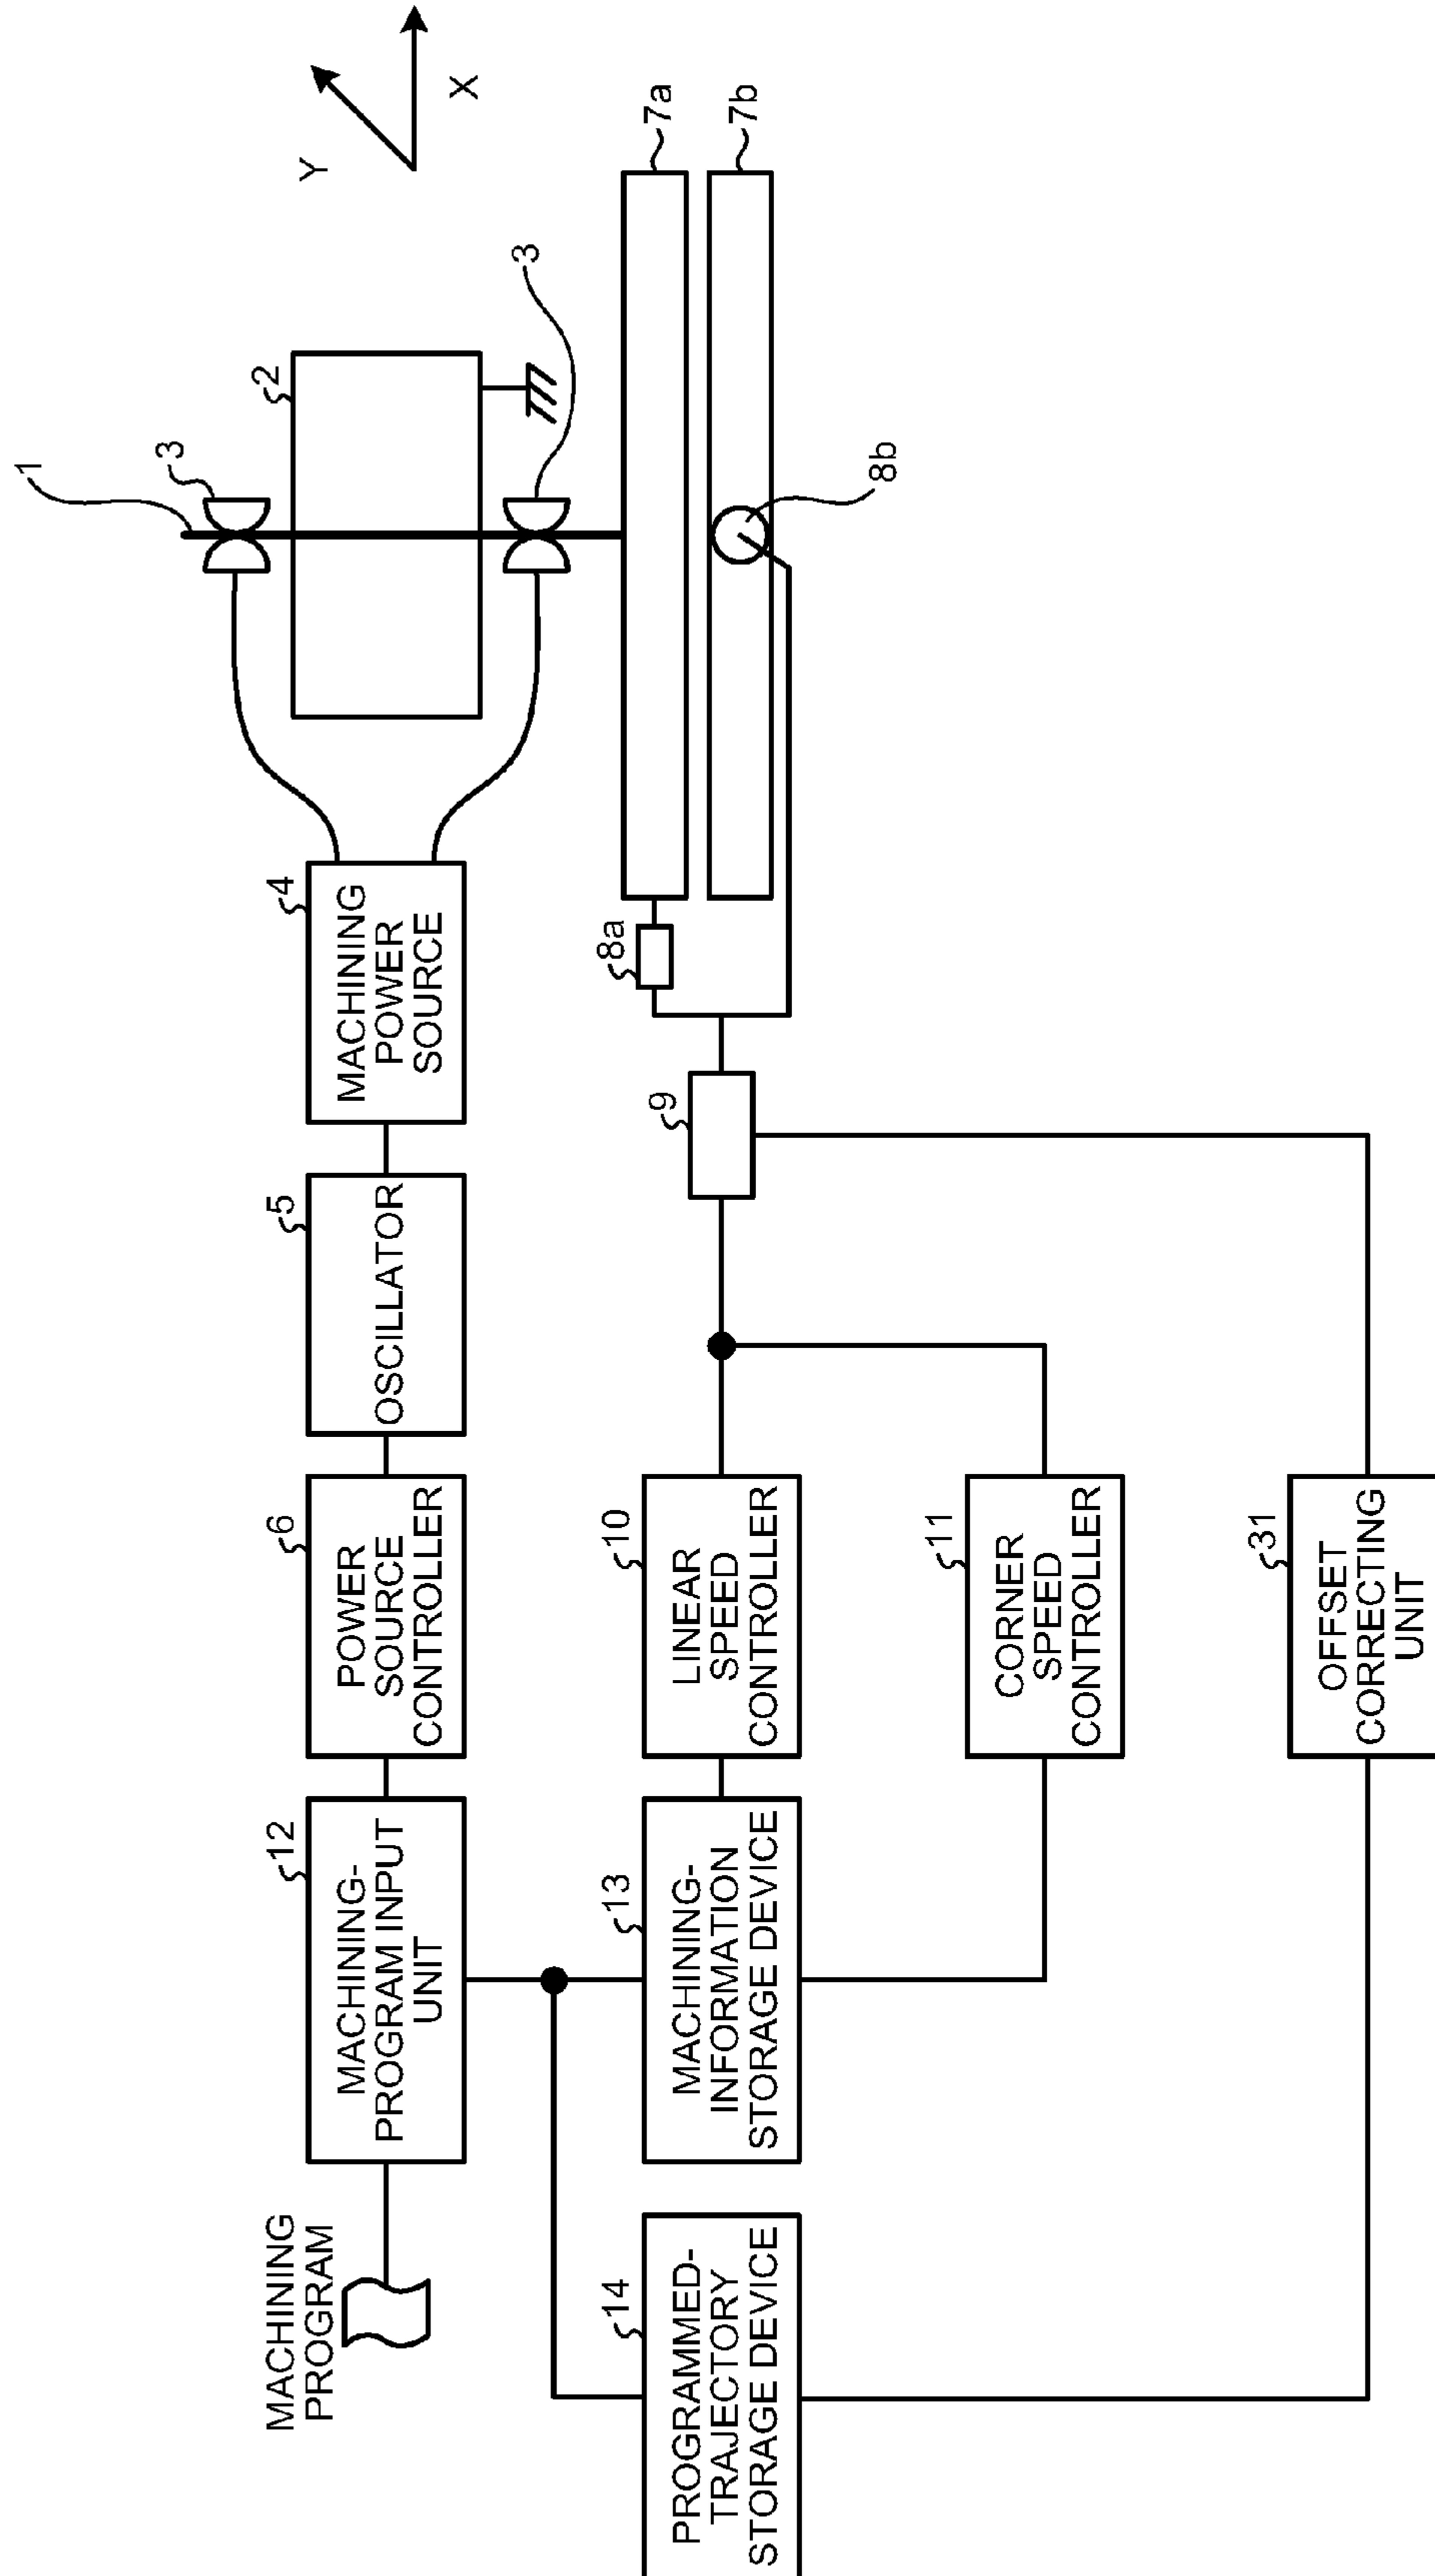 1
3
2
3
Y
X
7a
7b
8b
8a
4
MACHINING
POWER
SOURCE
5
OSCILLATOR
6
POWER
SOURCE
CONTROLLER
12
MACHINING-
PROGRAM INPUT
UNIT
MACHINING
PROGRAM
9
10
LINEAR
SPEED
CONTROLLER
13
MACHINING-
INFORMATION
STORAGE DEVICE
14
PROGRAMMED-
TRAJECTORY
STORAGE DEVICE
11
CORNER
SPEED
CONTROLLER
31
OFFSET
CORRECTING
UNIT